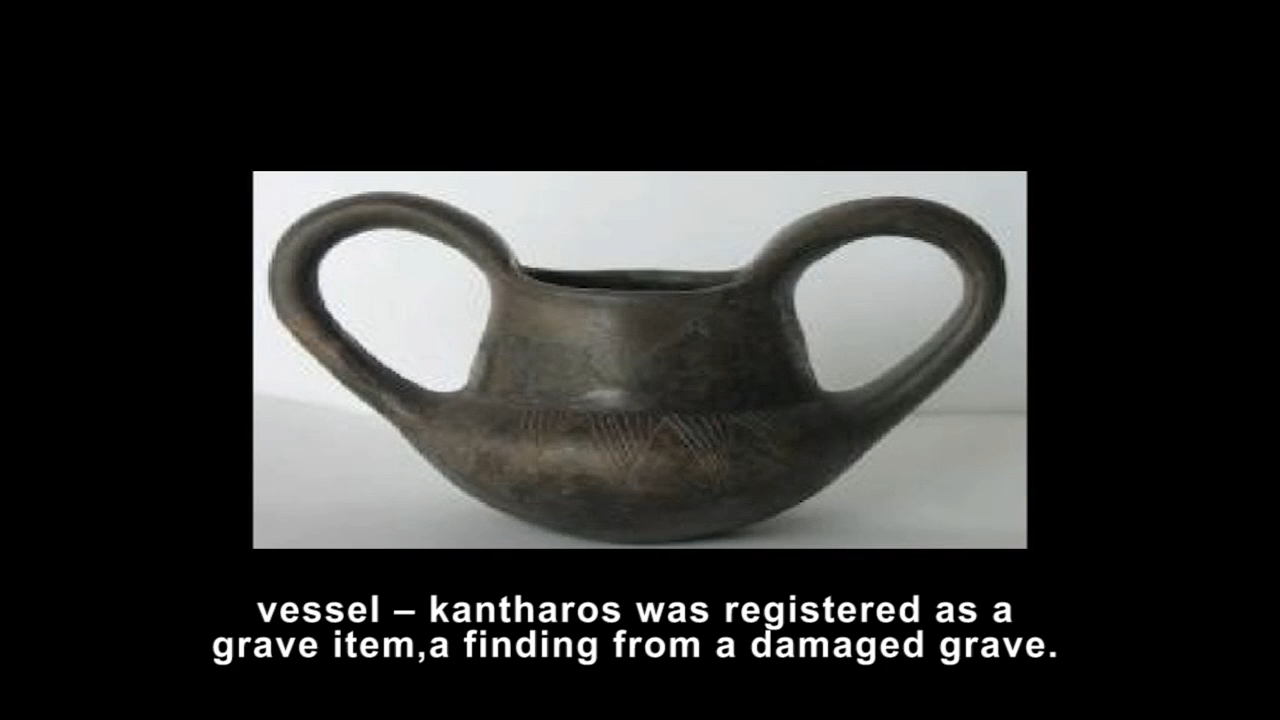 vessel – kantharos was registered as a
grave item,a finding from a damaged grave.